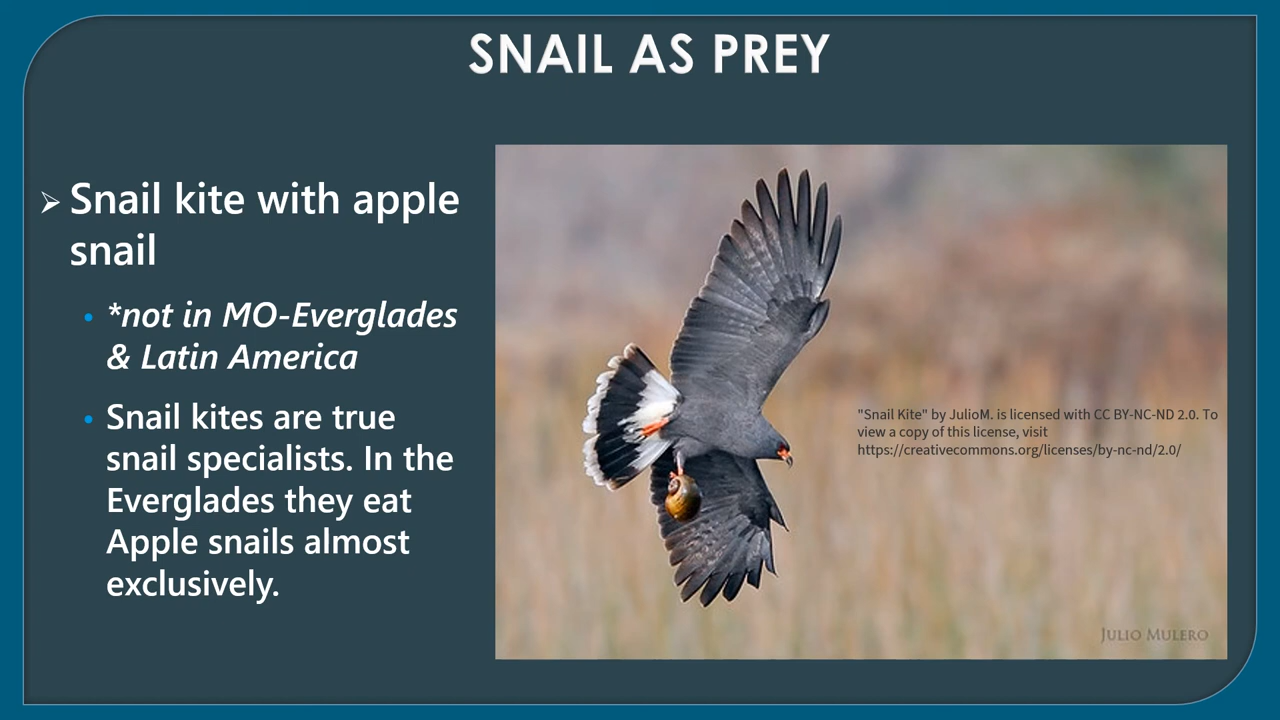 SNAIL AS PREY
Snail kite with apple
snail
*not in MO-Everglades
& Latin America
Snail kites are true
snail specialists. In the
Everglades they eat
Apple snails almost
exclusively.
"Snail Kite" by JulioM. is licensed with CC BY-NC-ND 2.0. To
view a copy of this license, visit
https://creativecommons.org/licenses/by-nc-nd/2.0/
JULIO MULERO